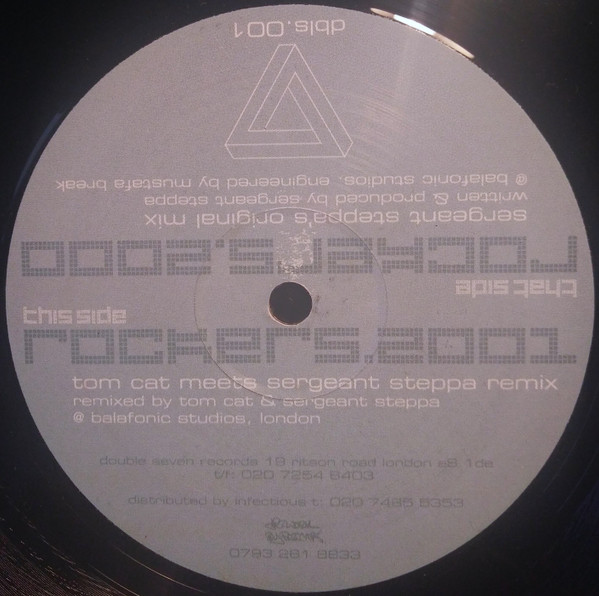 dbls.001
@ balafonic studios. engineered by mustafa break
written & produced by sergeant steppa
sergeant steppa's original mix
rockers.2000
that side
this side
rockers.2001
tom cat meets sergeant steppa remix
remixed by tom cat & sergeant steppa
@ balafonic studios, london
double seven records 19 ritson road london e8 1de
t/f: 020 7254 6403
distributed by infectious t: 020 7485 8353
0793 261 8833